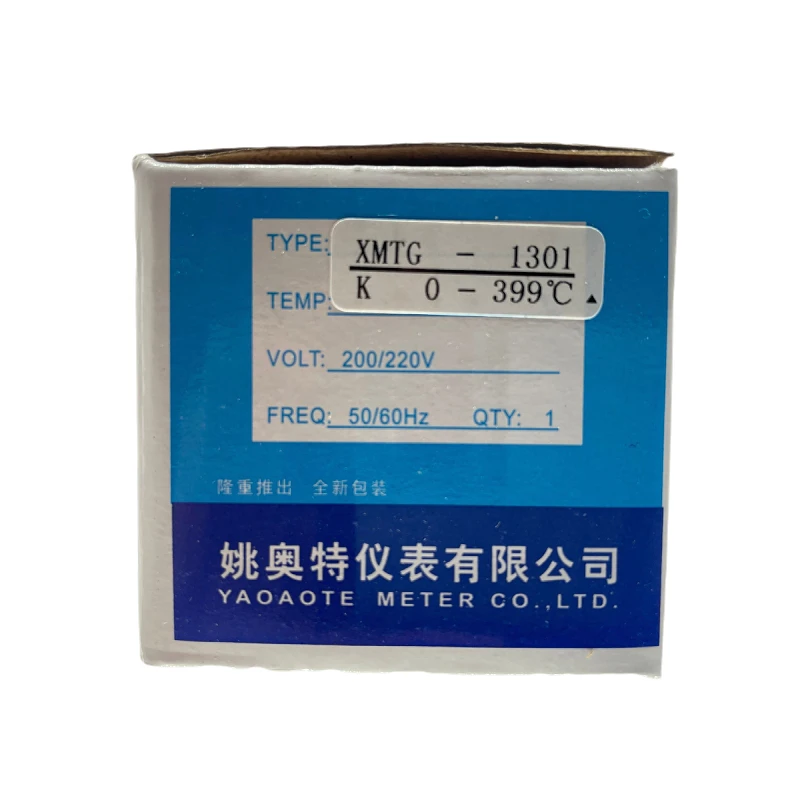 TYPE: XMTG - 1301
TEMP: K 0 - 399℃ ▲
VOLT: 200/220V
FREQ: 50/60Hz QTY: 1
隆重推出 全新包装
姚奥特仪表有限公司
YAOAOTE METER CO.,LTD.